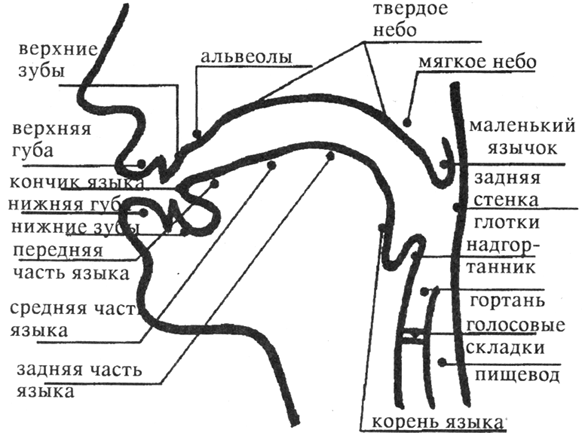 твердое
небо
верхние
зубы
альвеолы
мягкое небо
верхняя
губа
маленький
язычок
кончик языка
задняя
стенка
глотки
нижняя губа
нижние зубы
передняя
часть языка
надгор-
танник
гортань
средняя часть
языка
голосовые
складки
задняя часть
языка
пищевод
корень языка